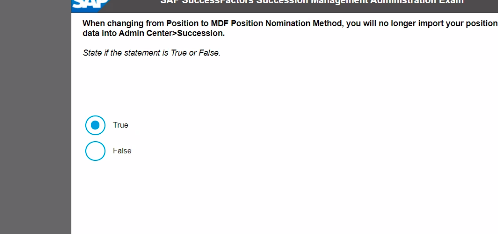 SAP SAP SuccessFactors Succession Management Administration Exam
When changing from Position to MDF Position Nomination Method, you will no longer import your position
data into Admin Center>Succession.
State if the statement is True or False.
True
False